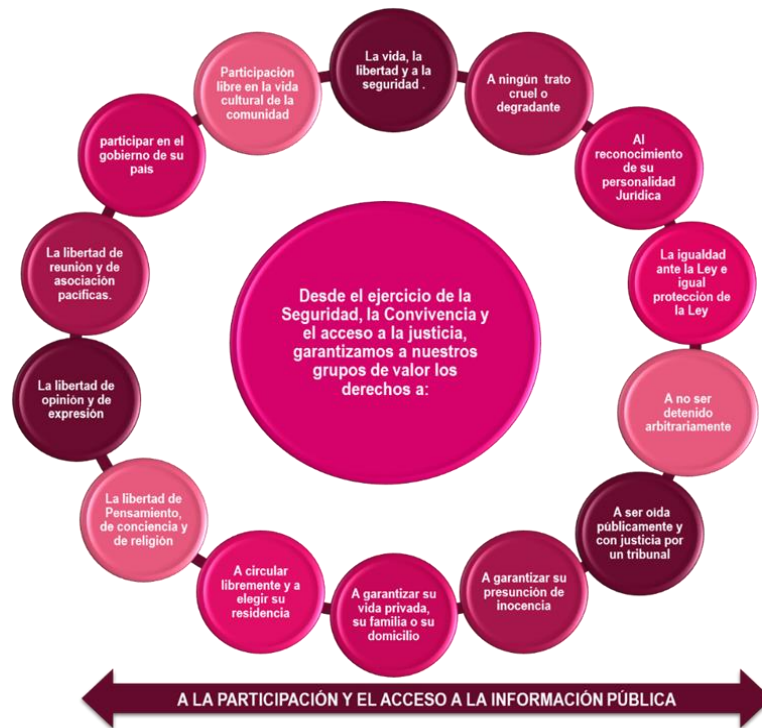 La vida, la
libertad y a la
seguridad .
A ningún trato
cruel o
degradante
Al
reconocimiento
de su
personalidad
Jurídica
La igualdad
ante la Ley e
igual
protección de
la Ley
A no ser
detenido
arbitrariamente
A ser oída
públicamente y
con justicia por
un tribunal
A garantizar su
presunción de
inocencia
A garantizar su
vida privada,
su familia o su
domicilio
A circular
libremente y a
elegir su
residencia
La libertad de
Pensamiento,
de conciencia y
de religión
La libertad de
opinión y de
expresión
La libertad de
reunión y de
asociación
pacíficas.
participar en el
gobierno de su
pais
Participación
libre en la vida
cultural de la
comunidad
Desde el ejercicio de la
Seguridad, la Convivencia y
el acceso a la justicia,
garantizamos a nuestros
grupos de valor los
derechos a:
A LA PARTICIPACIÓN Y EL ACCESO A LA INFORMACIÓN PÚBLICA